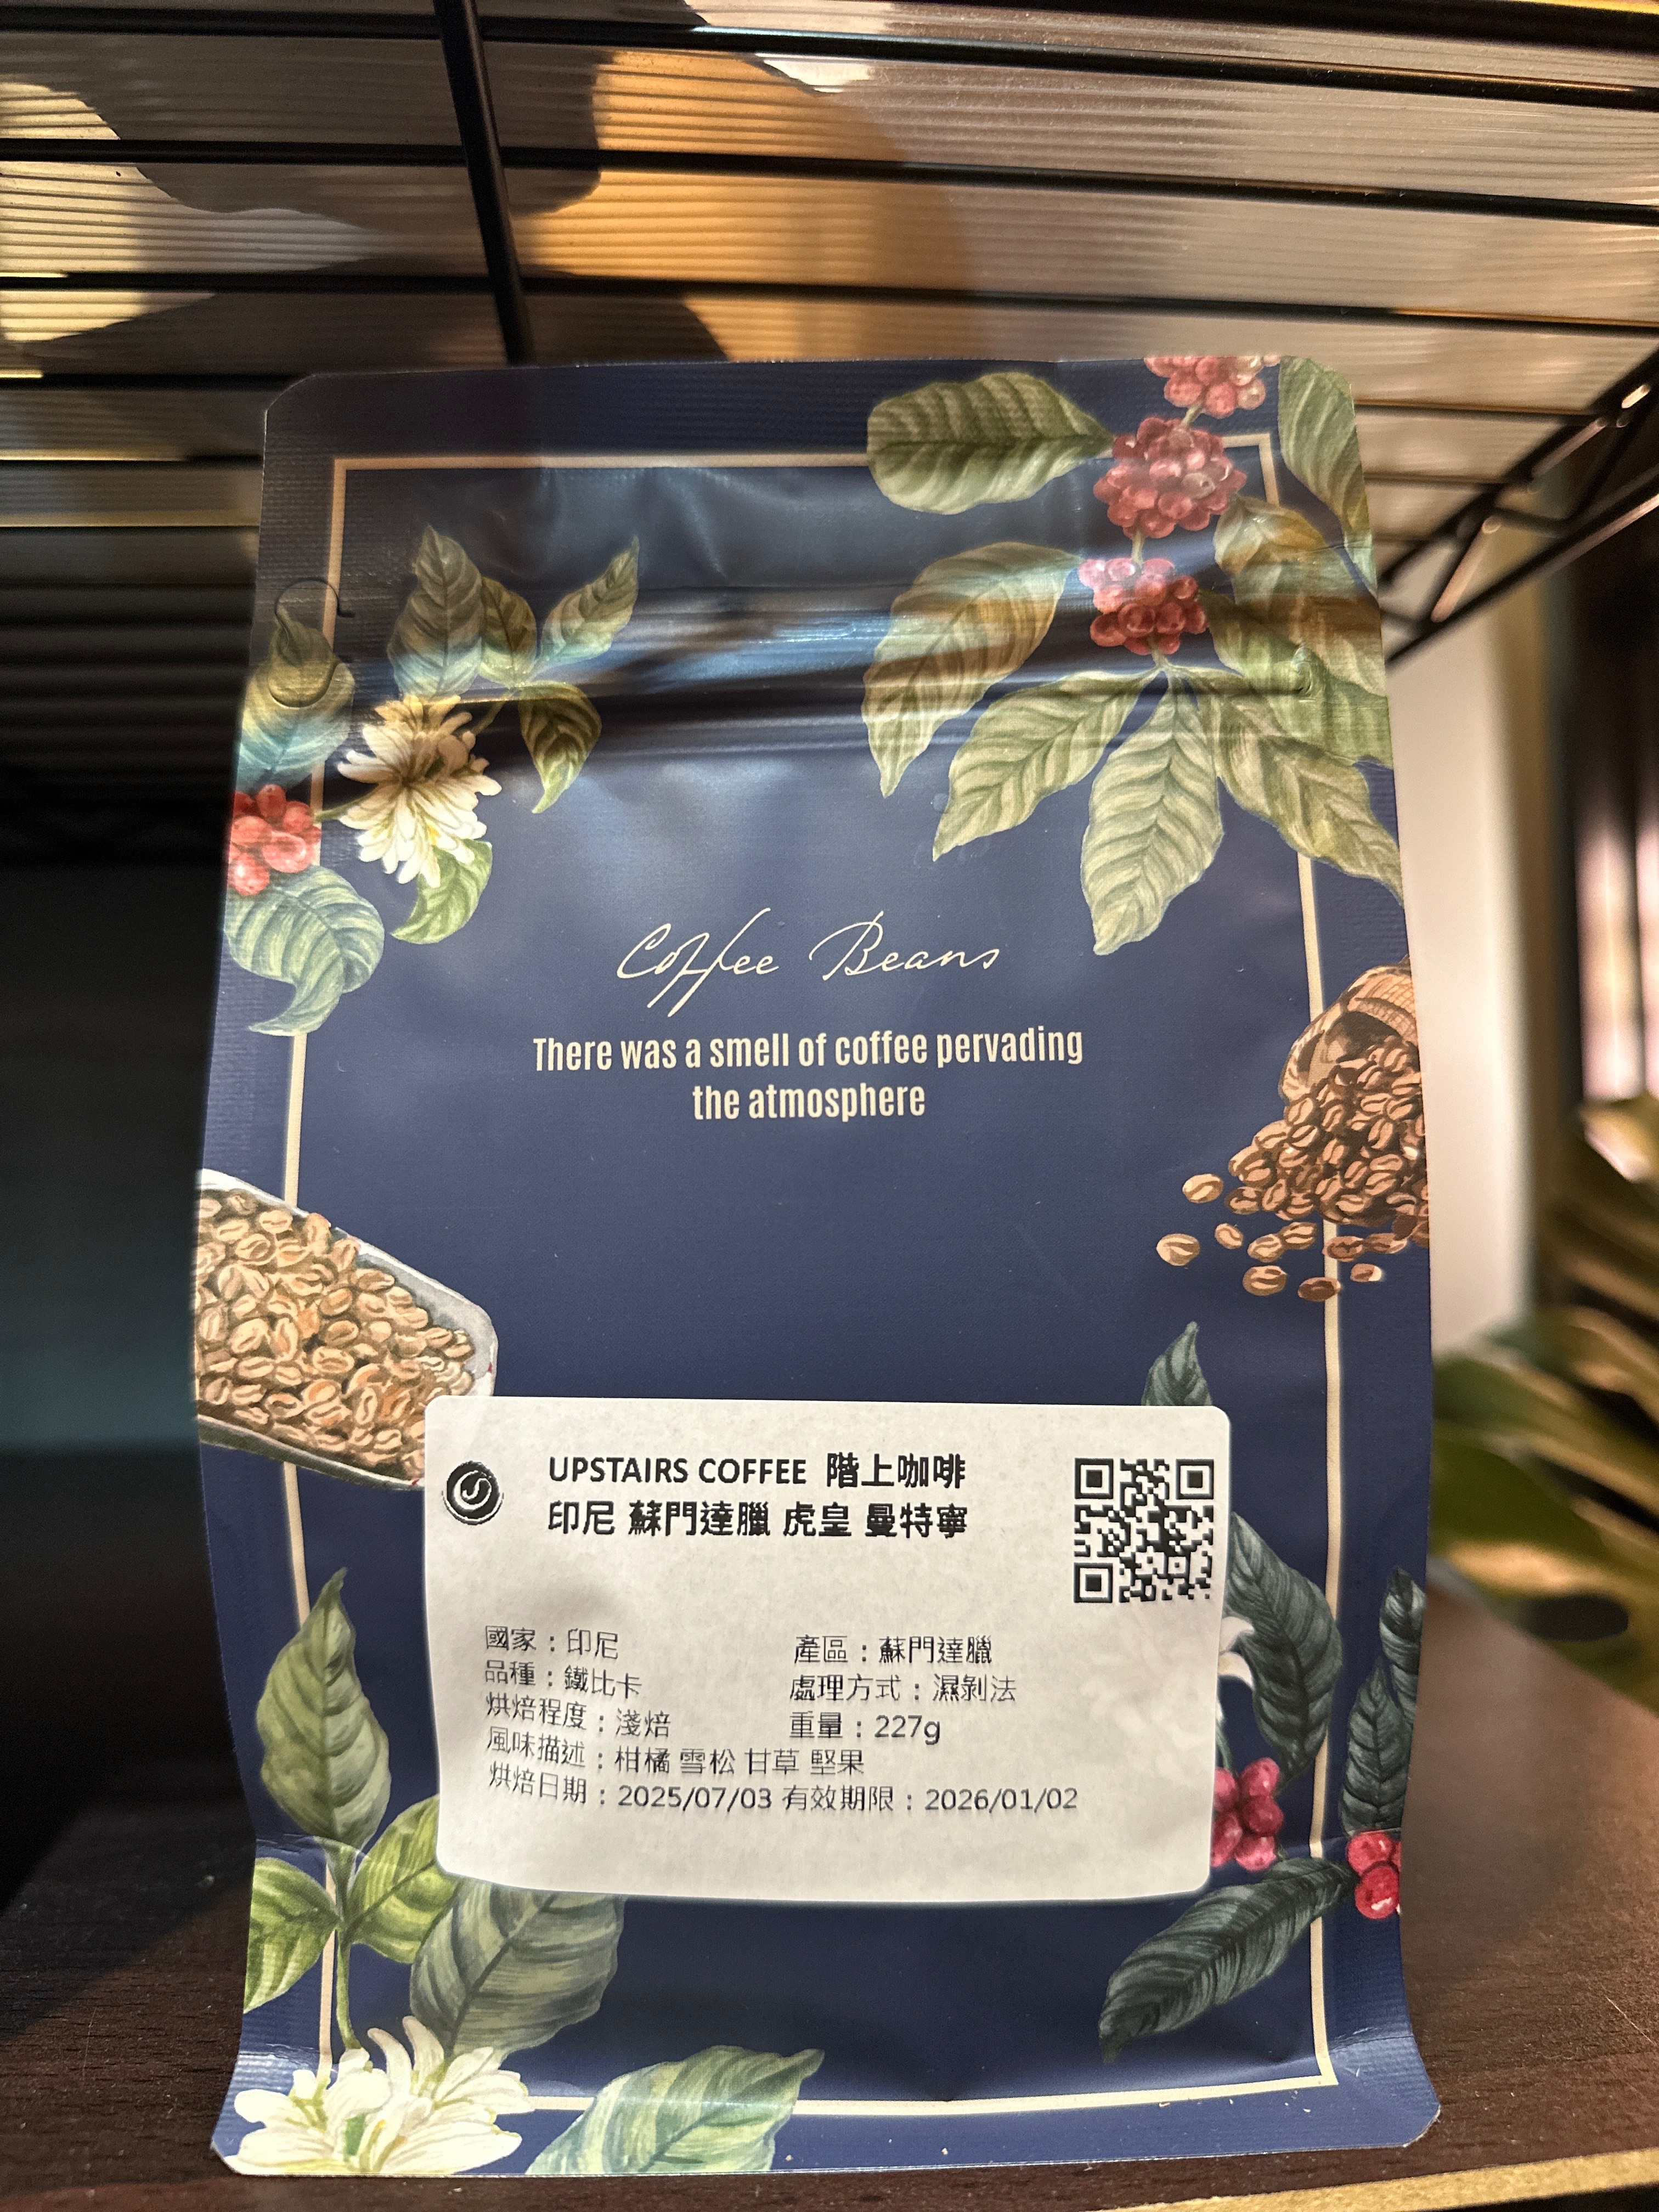 Coffee Beans
There was a smell of coffee pervading
the atmosphere
UPSTAIRS COFFEE 階上咖啡
印尼 蘇門達臘 虎皇 曼特寧
國家：印尼 產區：蘇門達臘
品種：鐵比卡 處理方式：濕剝法
烘焙程度：淺焙 重量：227g
風味描述：柑橘 雪松 甘草 堅果
烘焙日期：2025/07/03 有效期限：2026/01/02